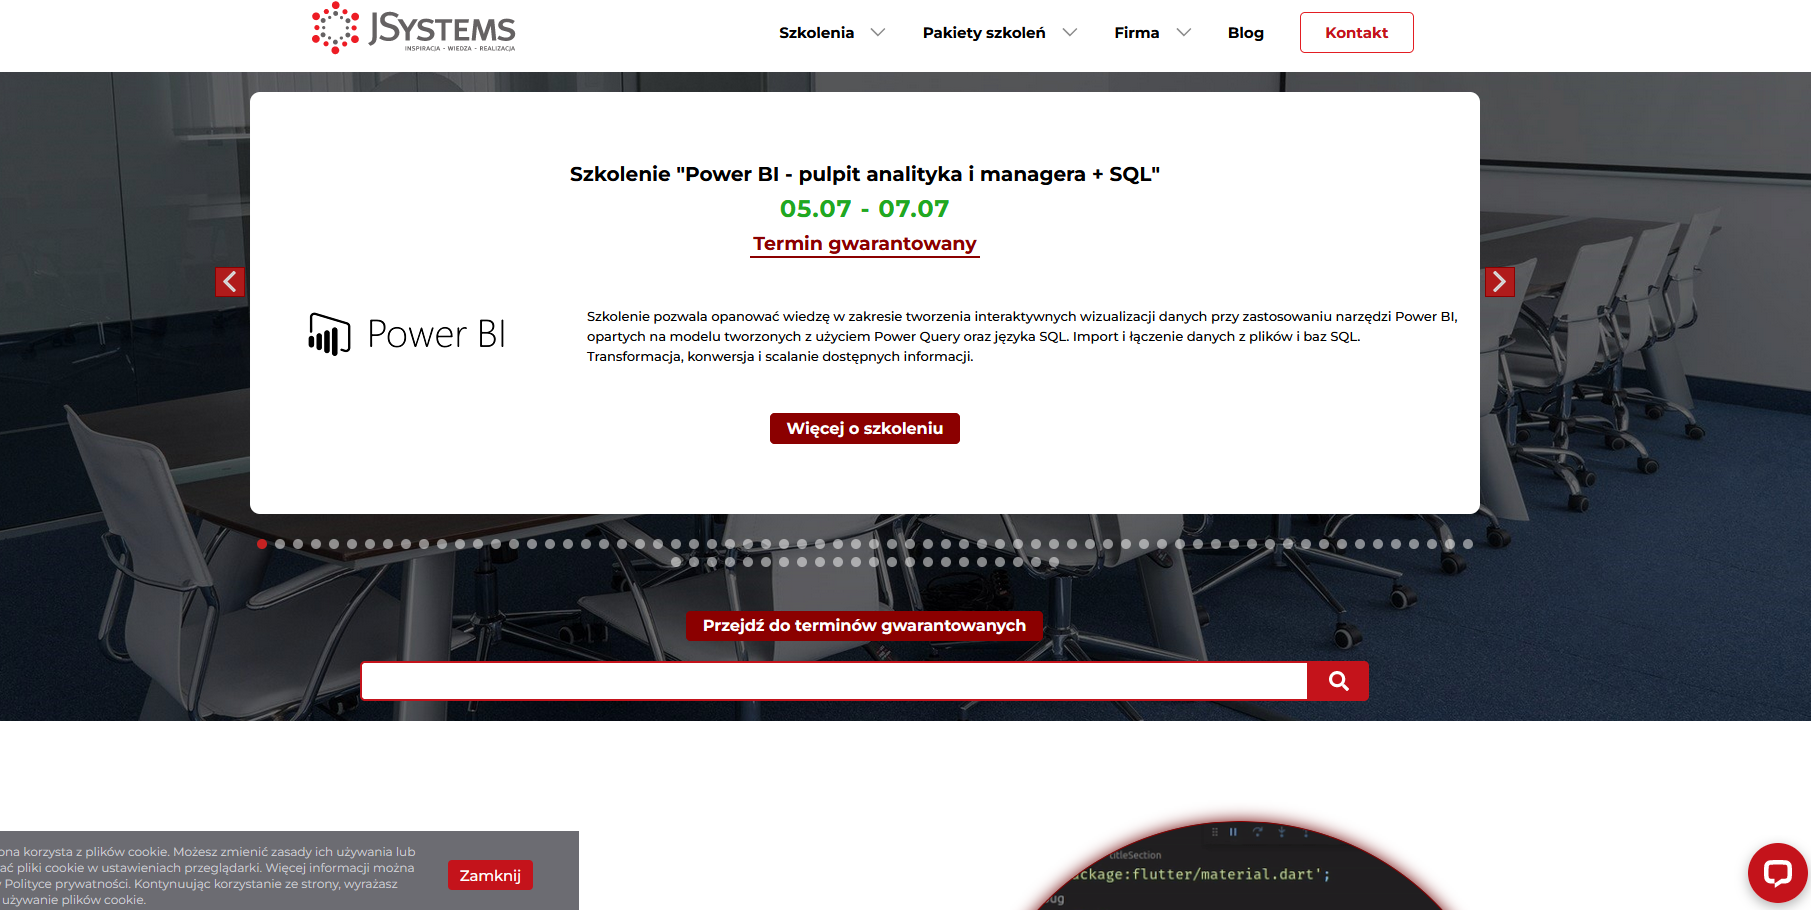 JSYSTEMS
INSPIRACJA - WIEDZA - REALIZACJA
Szkolenia
Pakiety szkoleń
Firma
Blog
Kontakt
Szkolenie "Power BI - pulpit analityka i managera + SQL"
05.07 - 07.07
Termin gwarantowany
Power BI
Szkolenie pozwala opanować wiedzę w zakresie tworzenia interaktywnych wizualizacji danych przy zastosowaniu narzędzi Power BI,
opartych na modelu tworzonych z użyciem Power Query oraz języka SQL. Import i łączenie danych z plików i baz SQL.
Transformacja, konwersja i scalanie dostępnych informacji.
Więcej o szkoleniu
Przejdź do terminów gwarantowanych
ona korzysta z plików cookie. Możesz zmienić zasady ich używania lub
ać pliki cookie w ustawieniach przeglądarki. Więcej informacji można
Polityce prywatności. Kontynuując korzystanie ze strony, wyrażasz
używanie plików cookie.
Zamknij
titleSection
ackage:flutter/material.dart';
bug